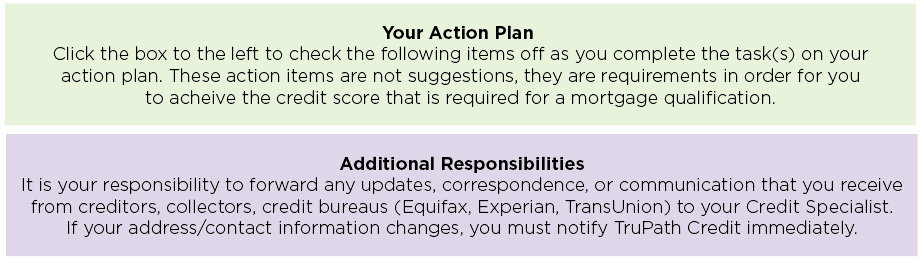 Your Action Plan
Click the box to the left to check the following items off as you complete the task(s) on your
action plan. These action items are not suggestions, they are requirements in order for you
to acheive the credit score that is required for a mortgage qualification.
Additional Responsibilities
It is your responsibility to forward any updates, correspondence, or communication that you receive
from creditors, collectors, credit bureaus (Equifax, Experian, TransUnion) to your Credit Specialist.
If your address/contact information changes, you must notify TruPath Credit immediately.